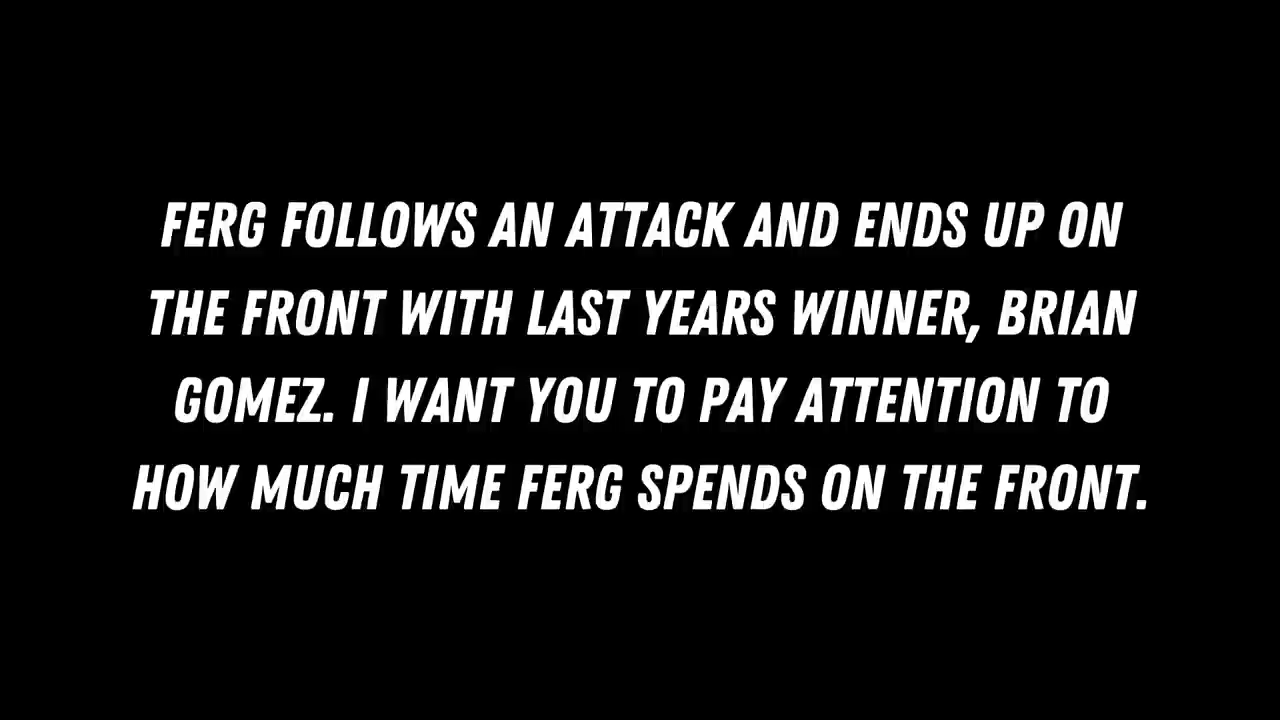 FERG FOLLOWS AN ATTACK AND ENDS UP ON
THE FRONT WITH LAST YEARS WINNER, BRIAN
GOMEZ. I WANT YOU TO PAY ATTENTION TO
HOW MUCH TIME FERG SPENDS ON THE FRONT.